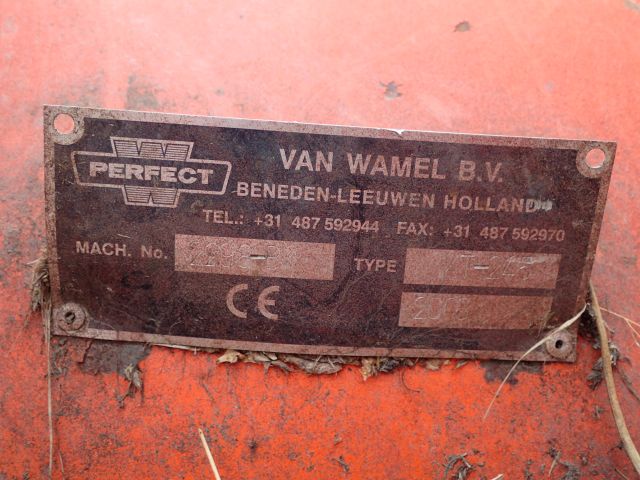 PERFECT
VAN WAMEL B.V.
BENEDEN-LEEUWEN HOLLAND
TEL.: +31 487 592944 FAX: +31 487 592970
MACH. No. TYPE
CE